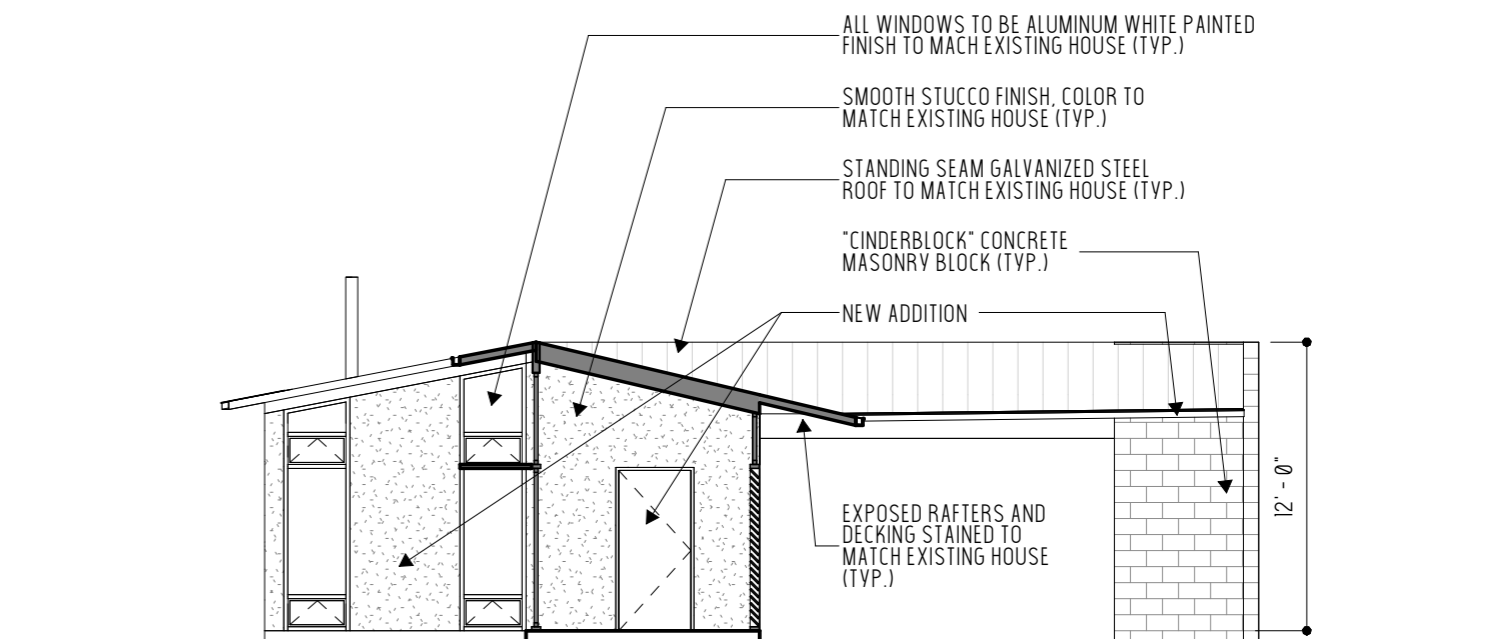 ALL WINDOWS TO BE ALUMINUM WHITE PAINTED
FINISH TO MACH EXISTING HOUSE (TYP.)
SMOOTH STUCCO FINISH, COLOR TO
MATCH EXISTING HOUSE (TYP.)
STANDING SEAM GALVANIZED STEEL
ROOF TO MATCH EXISTING HOUSE (TYP.)
"CINDERBLOCK" CONCRETE
MASONRY BLOCK (TYP.)
NEW ADDITION
12' - 0"
EXPOSED RAFTERS AND
DECKING STAINED TO
MATCH EXISTING HOUSE
(TYP.)